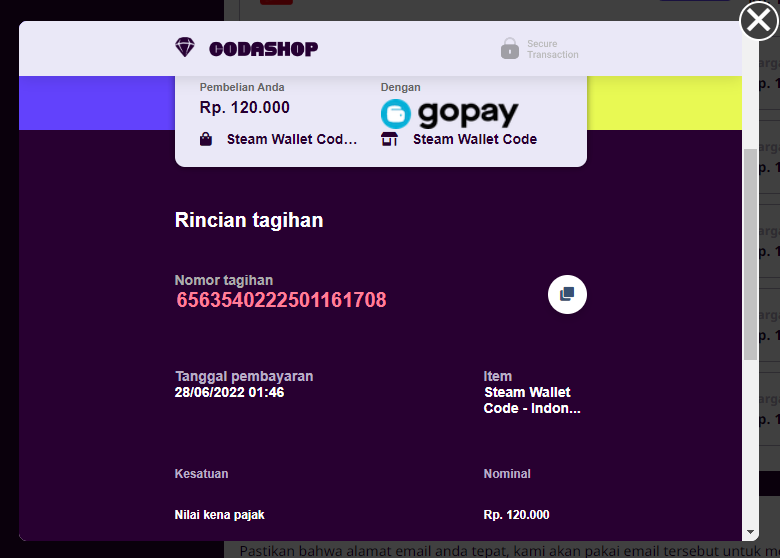 CODASHOP
Secure
Transaction
Pembelian Anda
Dengan
Rp. 120.000
gopay
Steam Wallet Cod...
Steam Wallet Code
Rincian tagihan
Nomor tagihan
6563540222501161708
Tanggal pembayaran
Item
28/06/2022 01:46
Steam Wallet
Code - Indon...
Kesatuan
Nominal
Nilai kena pajak
Rp. 120.000
Pastikan bahwa alamat email anda tepat, kami akan pakai email tersebut untuk